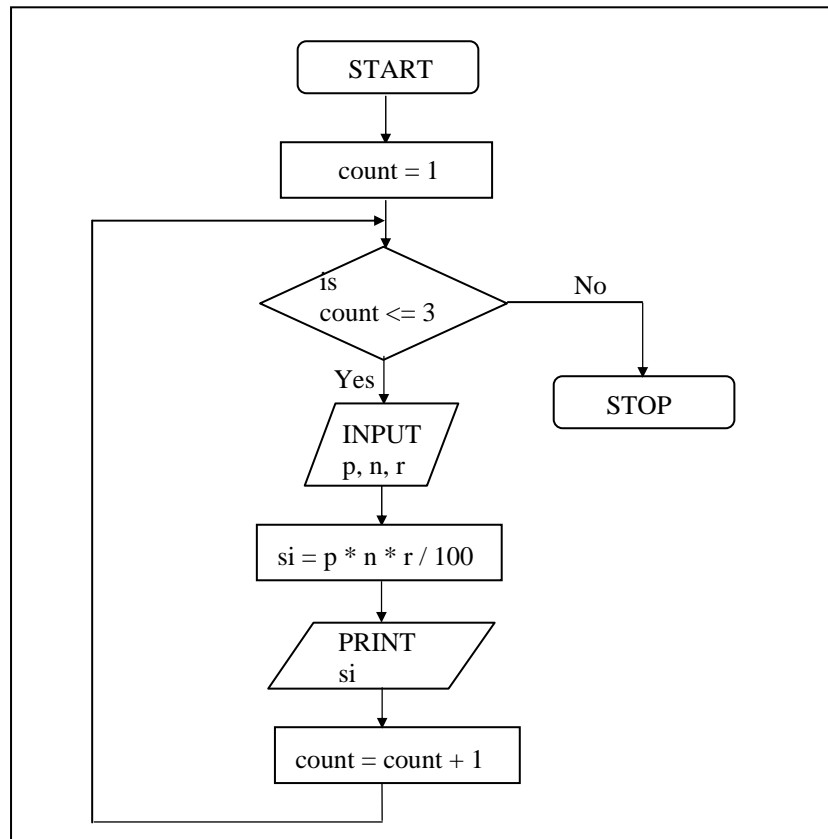 START
count = 1
is
count <= 3
No
Yes
STOP
INPUT
p, n, r
si = p * n * r / 100
PRINT
si
count = count + 1